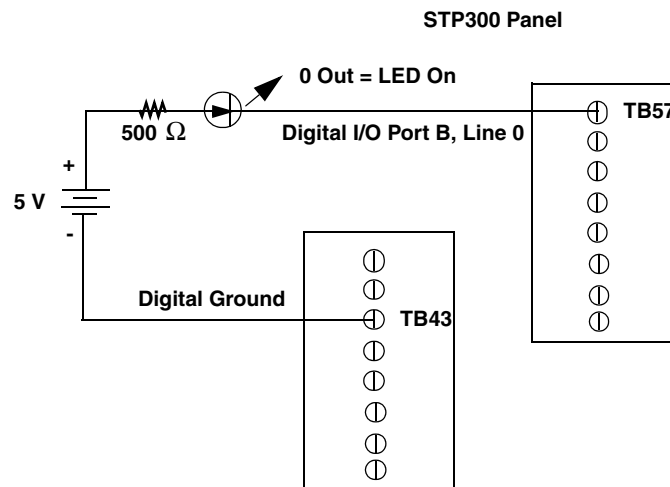 STP300 Panel
0 Out = LED On
TB57
500 Ω
Digital I/O Port B, Line 0
+
5 V
-
Digital Ground
TB43